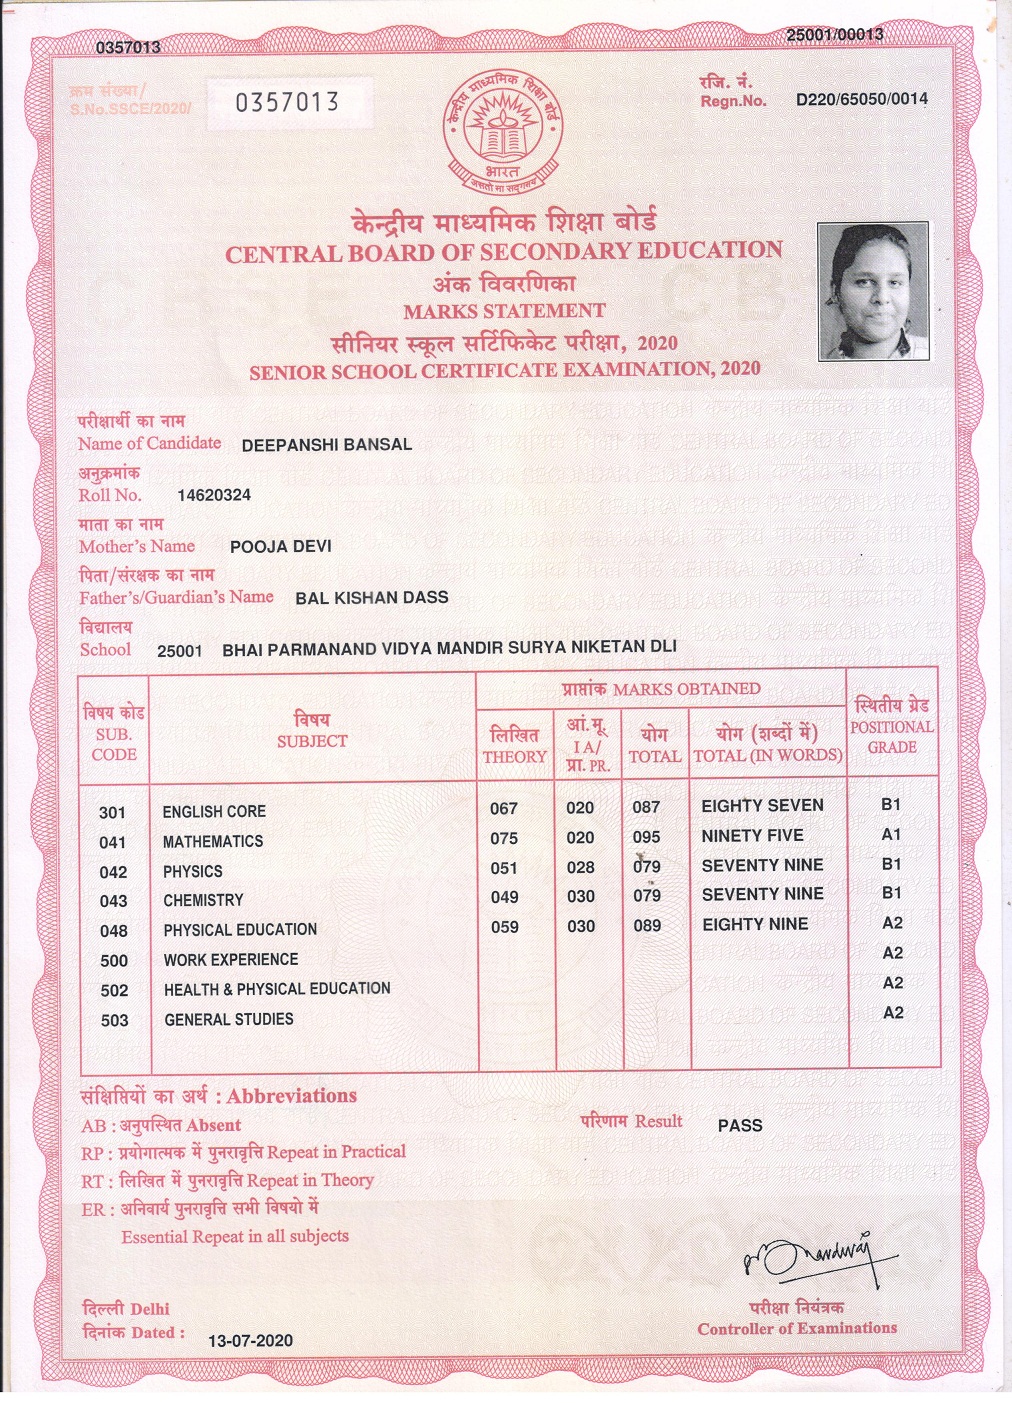 0357013
25001/00013
क्रम संख्या/
S.No.SSCE/2020/
0357013
रजि. नं.
Regn.No. D220/65050/0014
केन्द्रीय माध्यमिक शिक्षा बोर्ड
भारत
असतो मा सद्गमय
केन्द्रीय माध्यमिक शिक्षा बोर्ड
CENTRAL BOARD OF SECONDARY EDUCATION
अंक विवरणिका
MARKS STATEMENT
सीनियर स्कूल सर्टिफिकेट परीक्षा, 2020
SENIOR SCHOOL CERTIFICATE EXAMINATION, 2020
परीक्षार्थी का नाम
Name of Candidate DEEPANSHI BANSAL
अनुक्रमांक
Roll No. 14620324
माता का नाम
Mother's Name POOJA DEVI
पिता/संरक्षक का नाम
Father's/Guardian's Name BAL KISHAN DASS
विद्यालय
School 25001 BHAI PARMANAND VIDYA MANDIR SURYA NIKETAN DLI
विषय कोड SUB. CODE
विषय SUBJECT
प्राप्तांक MARKS OBTAINED
लिखित THEORY
आं.मू. I A/ प्रा. PR.
योग TOTAL
योग (शब्दों में) TOTAL (IN WORDS)
स्थितीय ग्रेड POSITIONAL GRADE
301 ENGLISH CORE 067 020 087 EIGHTY SEVEN B1
041 MATHEMATICS 075 020 095 NINETY FIVE A1
042 PHYSICS 051 028 079 SEVENTY NINE B1
043 CHEMISTRY 049 030 079 SEVENTY NINE B1
048 PHYSICAL EDUCATION 059 030 089 EIGHTY NINE A2
500 WORK EXPERIENCE A2
502 HEALTH & PHYSICAL EDUCATION A2
503 GENERAL STUDIES A2
संक्षिप्तियों का अर्थ : Abbreviations
AB : अनुपस्थित Absent
परिणाम Result PASS
RP : प्रयोगात्मक में पुनरावृत्ति Repeat in Practical
RT : लिखित में पुनरावृत्ति Repeat in Theory
ER : अनिवार्य पुनरावृत्ति सभी विषयो में
Essential Repeat in all subjects
दिल्ली Delhi
दिनांक Dated : 13-07-2020
परीक्षा नियंत्रक
Controller of Examinations